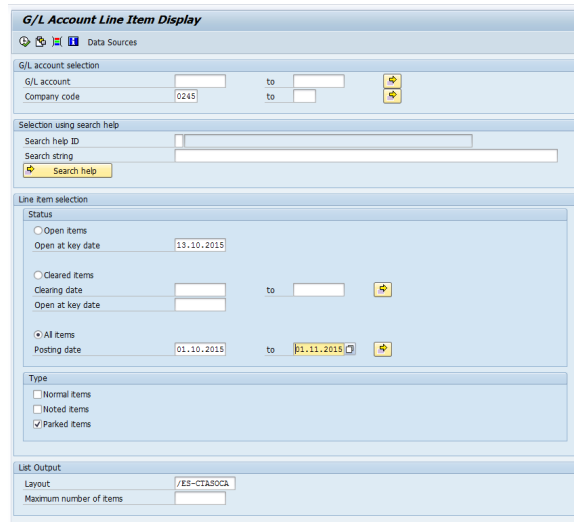 G/L Account Line Item Display
Data Sources
G/L account selection
G/L account to
Company code 0245 to
Selection using search help
Search help ID
Search string
Search help
Line item selection
Status
Open items
Open at key date 13.10.2015
Cleared items
Clearing date to
Open at key date
All items
Posting date 01.10.2015 to 01.11.2015
Type
Normal items
Noted items
Parked items
List Output
Layout /ES-CTASOCA
Maximum number of items